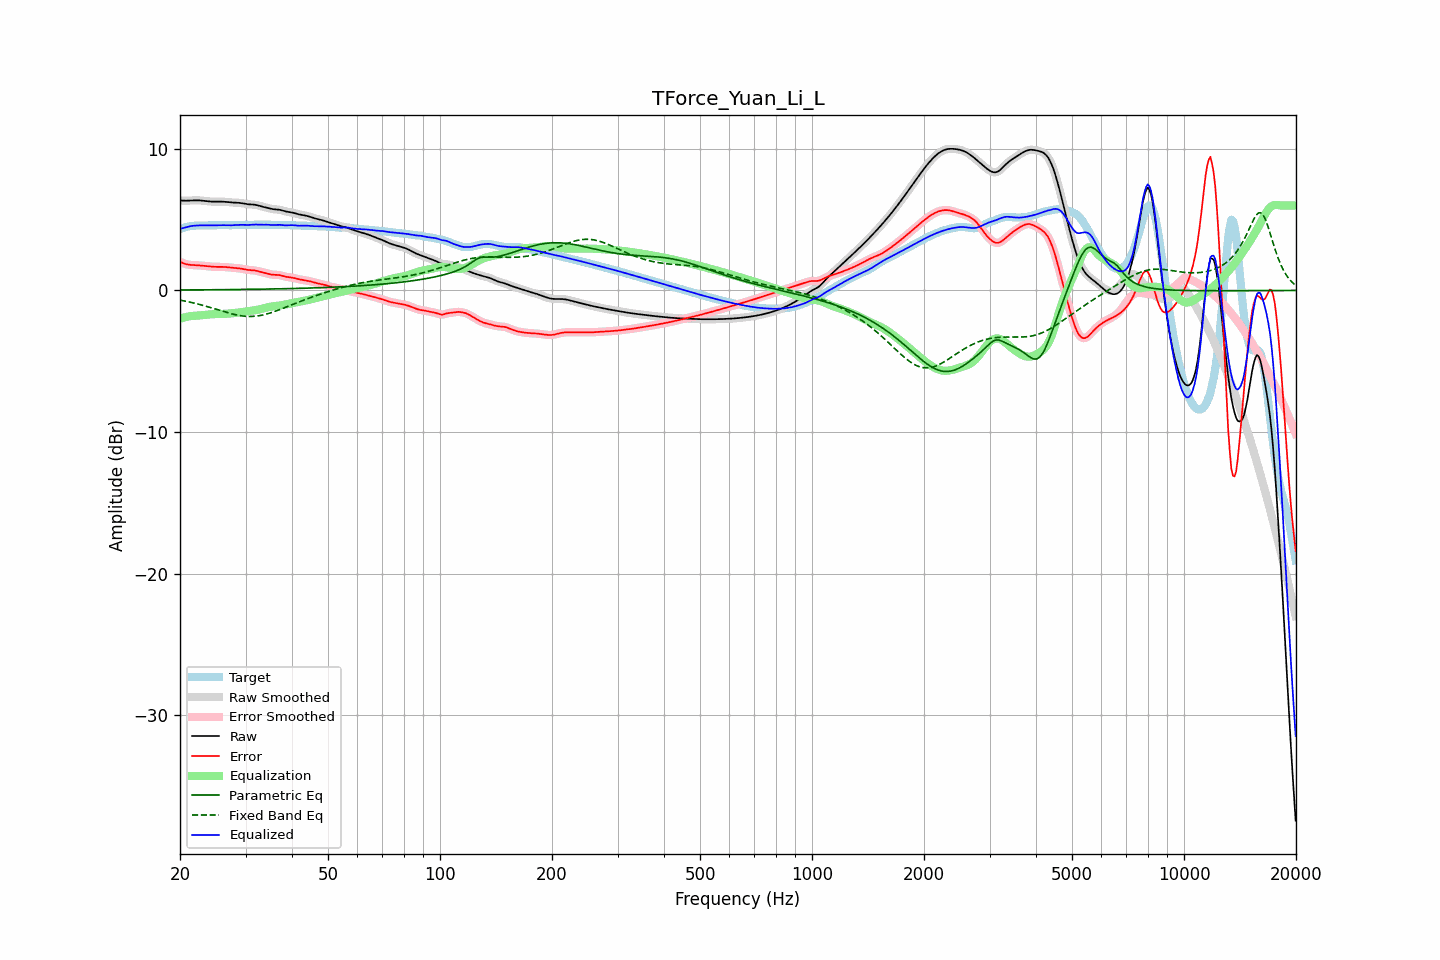 TForce_Yuan_Li_L
10
0
−10
−20
−30
Amplitude (dBr)
20
50
100
200
500
1000
2000
5000
10000
20000
Frequency (Hz)
Target
Raw Smoothed
Error Smoothed
Raw
Error
Equalization
Parametric Eq
Fixed Band Eq
Equalized